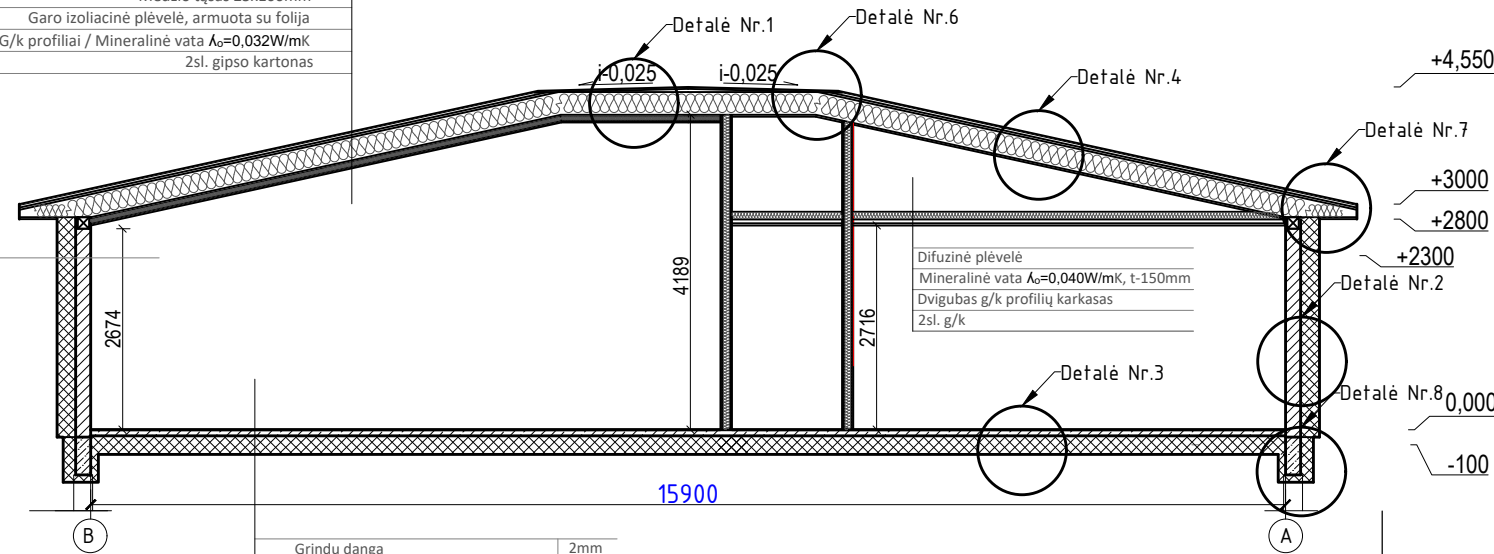 Garo izoliacinė plėvelė, armuota su folija
G/k profiliai / Mineralinė vata λ₀=0,032W/mK
2sl. gipso kartonas
Detalė Nr.1
Detalė Nr.6
i-0,025
i-0,025
Detalė Nr.4
+4,550
Detalė Nr.7
+3000
+2800
+2300
Difuzinė plėvelė
Mineralinė vata λ₀=0,040W/mK, t-150mm
Dvigubas g/k profilių karkasas
2sl. g/k
Detalė Nr.2
2674
4189
2716
Detalė Nr.3
Detalė Nr.8
0,000
-100
15900
B
A
Grindų danga
2mm